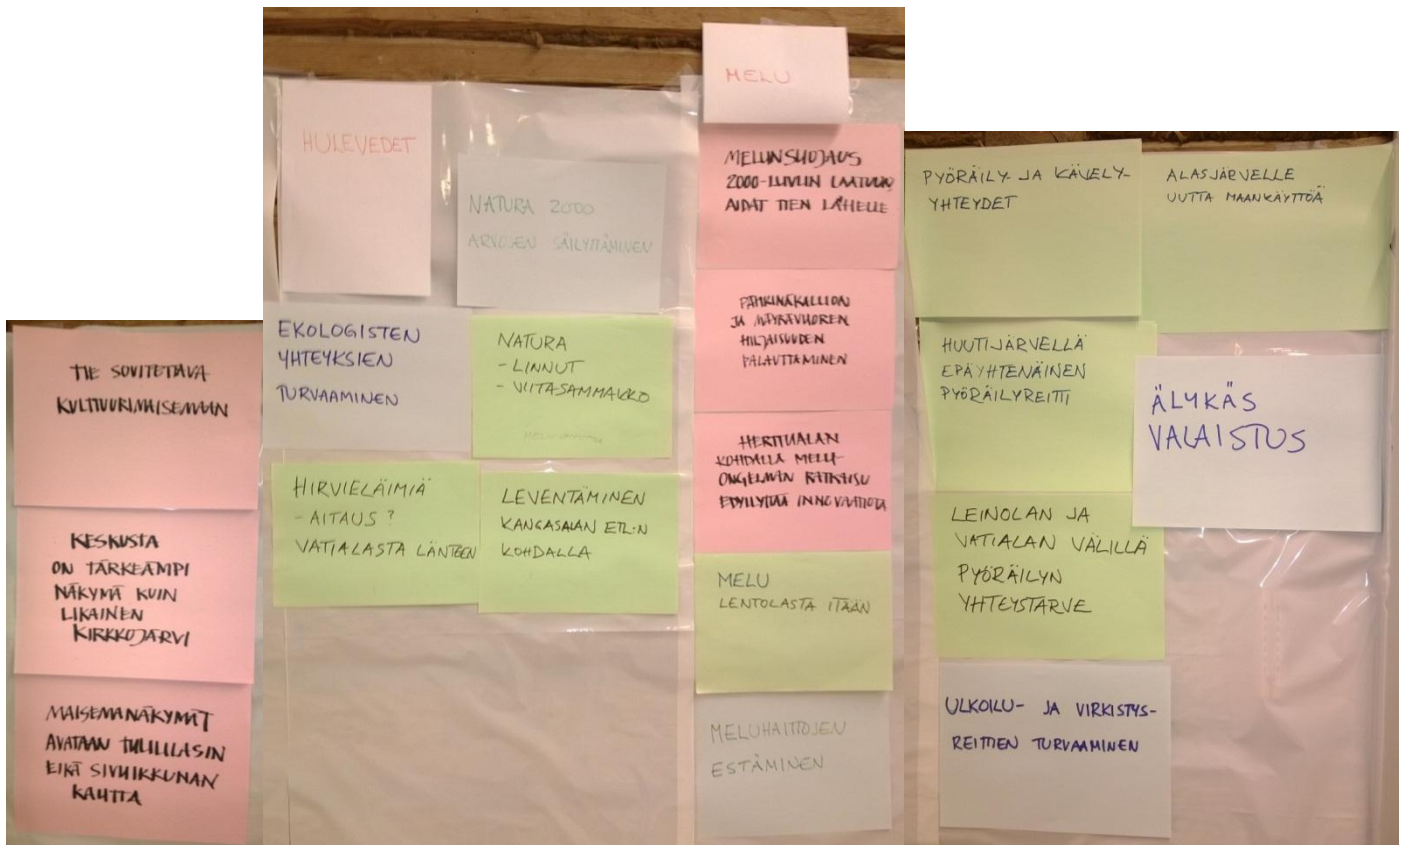 TIE SOVITETTAVA
KULTTUURIMAISEMAAN
KESKUSTA
ON TÄRKEÄMPI
NÄKYMÄ KUIN
LIKAINEN
KIRKKOJÄRVI
MAISEMANÄKYMÄT
AVATAAN TUULILASIN
EIKÄ SIVUIKKUNAN
KAUTTA
HULEVEDET
NATURA 2000
ARVOJEN SÄILYTTÄMINEN
EKOLOGISTEN
YHTEYKSIEN
TURVAAMINEN
NATURA
- LINNUT
- VIITASAMMAKKO
HIRVIELÄIMIÄ
- AITAUS?
VATIALASTA LÄNTEEN
LEVENTÄMINEN
KANGASALAN ETL:N
KOHDALLA
MELU
MELUNSUOJAUS
2000-LUVUN LAATUUN,
AIDAT TIEN LÄHELLE
PÄHKINÄKALLION
JA MÄYRÄVUOREN
HILJAISUUDEN
PALAUTTAMINEN
HERTTUALAN
KOHDALLA MELU-
ONGELMAN RATKAISU
EDELLYTTÄÄ INNOVAATIOTA
MELU
LENTOLASTA ITÄÄN
MELUHAITTOJEN
ESTÄMINEN
PYÖRÄILY- JA KÄVELY-
YHTEYDET
ALASJÄRVELLE
UUTTA MAANKÄYTTÖÄ
HUUTIJÄRVELLÄ
EPÄYHTENÄINEN
PYÖRÄILYREITTI
ÄLYKÄS
VALAISTUS
LEINOLAN JA
VATIALAN VÄLILLÄ
PYÖRÄILYN
YHTEYSTARVE
ULKOILU- JA VIRKISTYS-
REITTIEN TURVAAMINEN